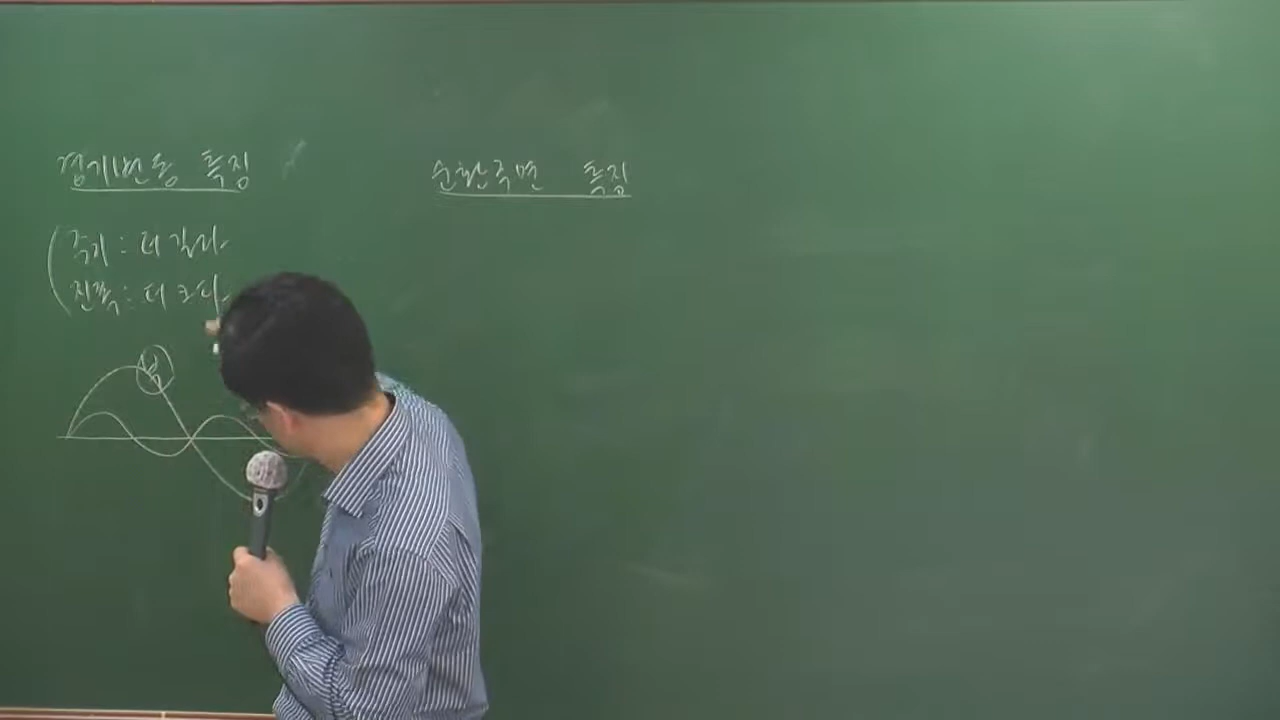 경기변동 특징
주기 : 더 길다
진폭 : 더 크다
순환국면 특징